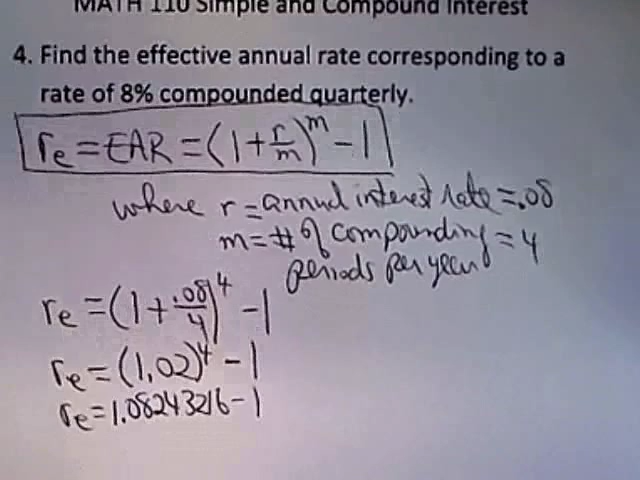 MATH 110 Simple and Compound Interest
4. Find the effective annual rate corresponding to a
rate of 8% compounded quarterly.
re = EAR = (1 + r/m)^m - 1
where r = annual interest rate = .08
m = # of compounding = 4
periods per year
re = (1 + .08/4)^4 - 1
re = (1.02)^4 - 1
re = 1.08243216 - 1